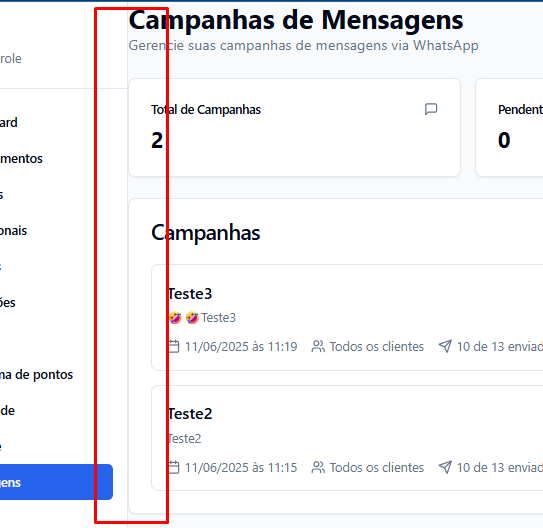 Campanhas de Mensagens
Gerencie suas campanhas de mensagens via WhatsApp
role
ard
mentos
s
onais
s
ões
ma de pontos
de
e
gens
Total de Campanhas
2
Pendent
0
Campanhas
Teste3
🤣 🤣 Teste3
11/06/2025 às 11:19 Todos os clientes 10 de 13 enviad
Teste2
Teste2
11/06/2025 às 11:15 Todos os clientes 10 de 13 enviad